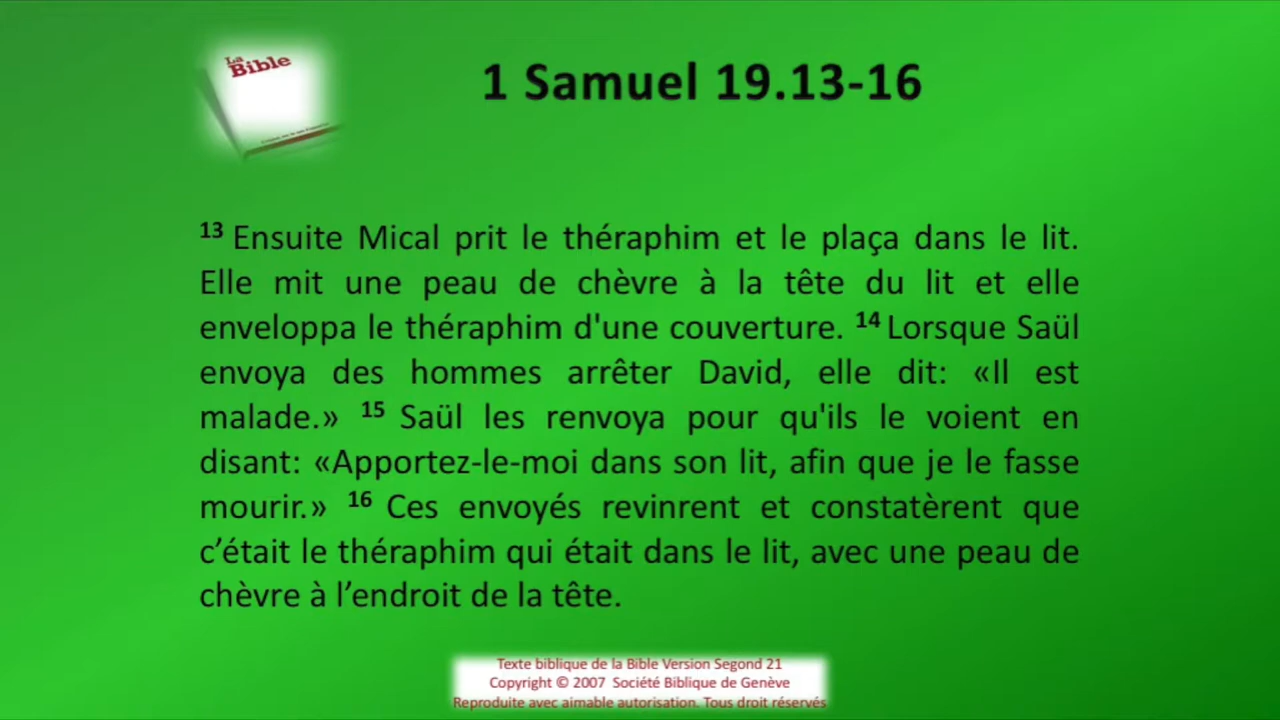 La
Bible
1 Samuel 19.13-16
13 Ensuite Mical prit le théraphim et le plaça dans le lit.
Elle mit une peau de chèvre à la tête du lit et elle
enveloppa le théraphim d'une couverture. 14 Lorsque Saül
envoya des hommes arrêter David, elle dit: «Il est
malade.» 15 Saül les renvoya pour qu'ils le voient en
disant: «Apportez-le-moi dans son lit, afin que je le fasse
mourir.» 16 Ces envoyés revinrent et constatèrent que
c’était le théraphim qui était dans le lit, avec une peau de
chèvre à l’endroit de la tête.
Texte biblique de la Bible Version Segond 21
Copyright © 2007 Société Biblique de Genève
Reproduite avec aimable autorisation. Tous droit réservés